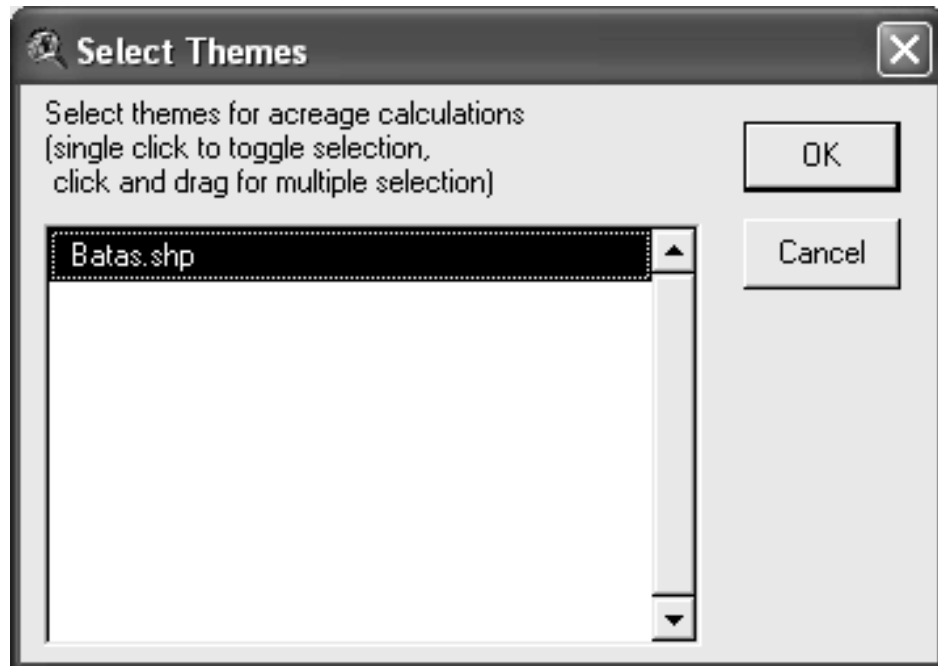 Select Themes
Select themes for acreage calculations
(single click to toggle selection,
click and drag for multiple selection)
OK
Cancel
Batas.shp